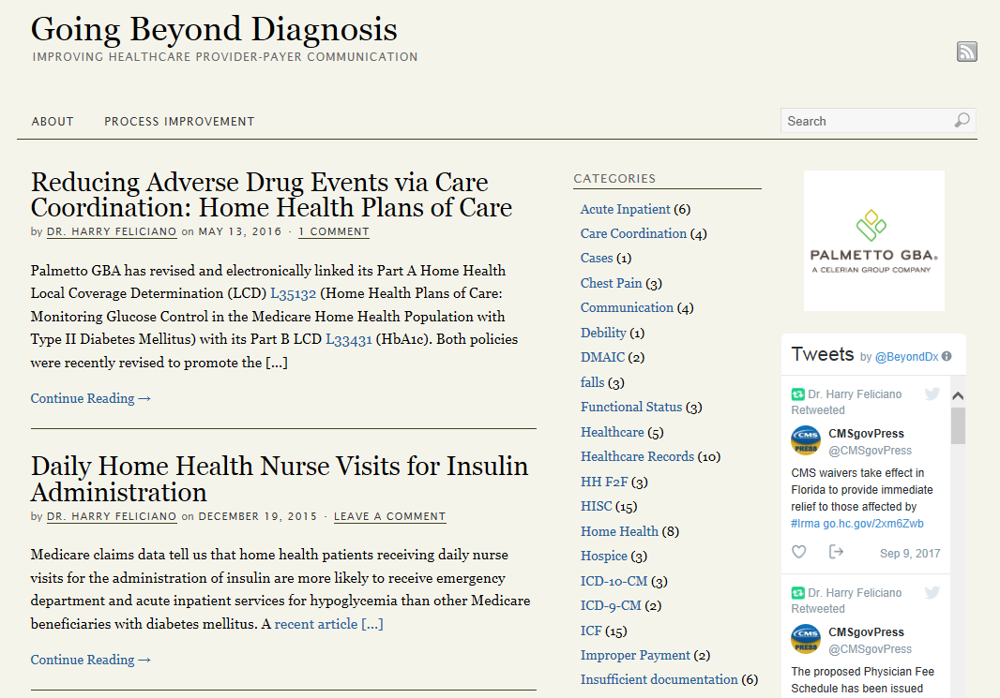 Going Beyond Diagnosis
IMPROVING HEALTHCARE PROVIDER-PAYER COMMUNICATION
ABOUT
PROCESS IMPROVEMENT
Search
Reducing Adverse Drug Events via Care
Coordination: Home Health Plans of Care
by DR. HARRY FELICIANO on MAY 13, 2016 · 1 COMMENT
Palmetto GBA has revised and electronically linked its Part A Home Health
Local Coverage Determination (LCD) L35132 (Home Health Plans of Care:
Monitoring Glucose Control in the Medicare Home Health Population with
Type II Diabetes Mellitus) with its Part B LCD L33431 (HbA1c). Both policies
were recently revised to promote the [...]
Continue Reading →
Daily Home Health Nurse Visits for Insulin
Administration
by DR. HARRY FELICIANO on DECEMBER 19, 2015 · LEAVE A COMMENT
Medicare claims data tell us that home health patients receiving daily nurse
visits for the administration of insulin are more likely to receive emergency
department and acute inpatient services for hypoglycemia than other Medicare
beneficiaries with diabetes mellitus. A recent article [...]
Continue Reading →
CATEGORIES
Acute Inpatient (6)
Care Coordination (4)
Cases (1)
Chest Pain (3)
Communication (4)
Debility (1)
DMAIC (2)
falls (3)
Functional Status (3)
Healthcare (5)
Healthcare Records (10)
HH F2F (3)
HISC (15)
Home Health (8)
Hospice (3)
ICD-10-CM (3)
ICD-9-CM (2)
ICF (15)
Improper Payment (2)
Insufficient documentation (6)
PALMETTO GBA®
A CELERIAN GROUP COMPANY
Tweets by @BeyondDx
Dr. Harry Feliciano
Retweeted
CMS
PRESS
CMSgovPress
@CMSgovPress
CMS waivers take effect in
Florida to provide immediate
relief to those affected by
#Irma go.hc.gov/2xm6Zwb
Sep 9, 2017
Dr. Harry Feliciano
Retweeted
CMS
PRESS
CMSgovPress
@CMSgovPress
The proposed Physician Fee
Schedule has been issued